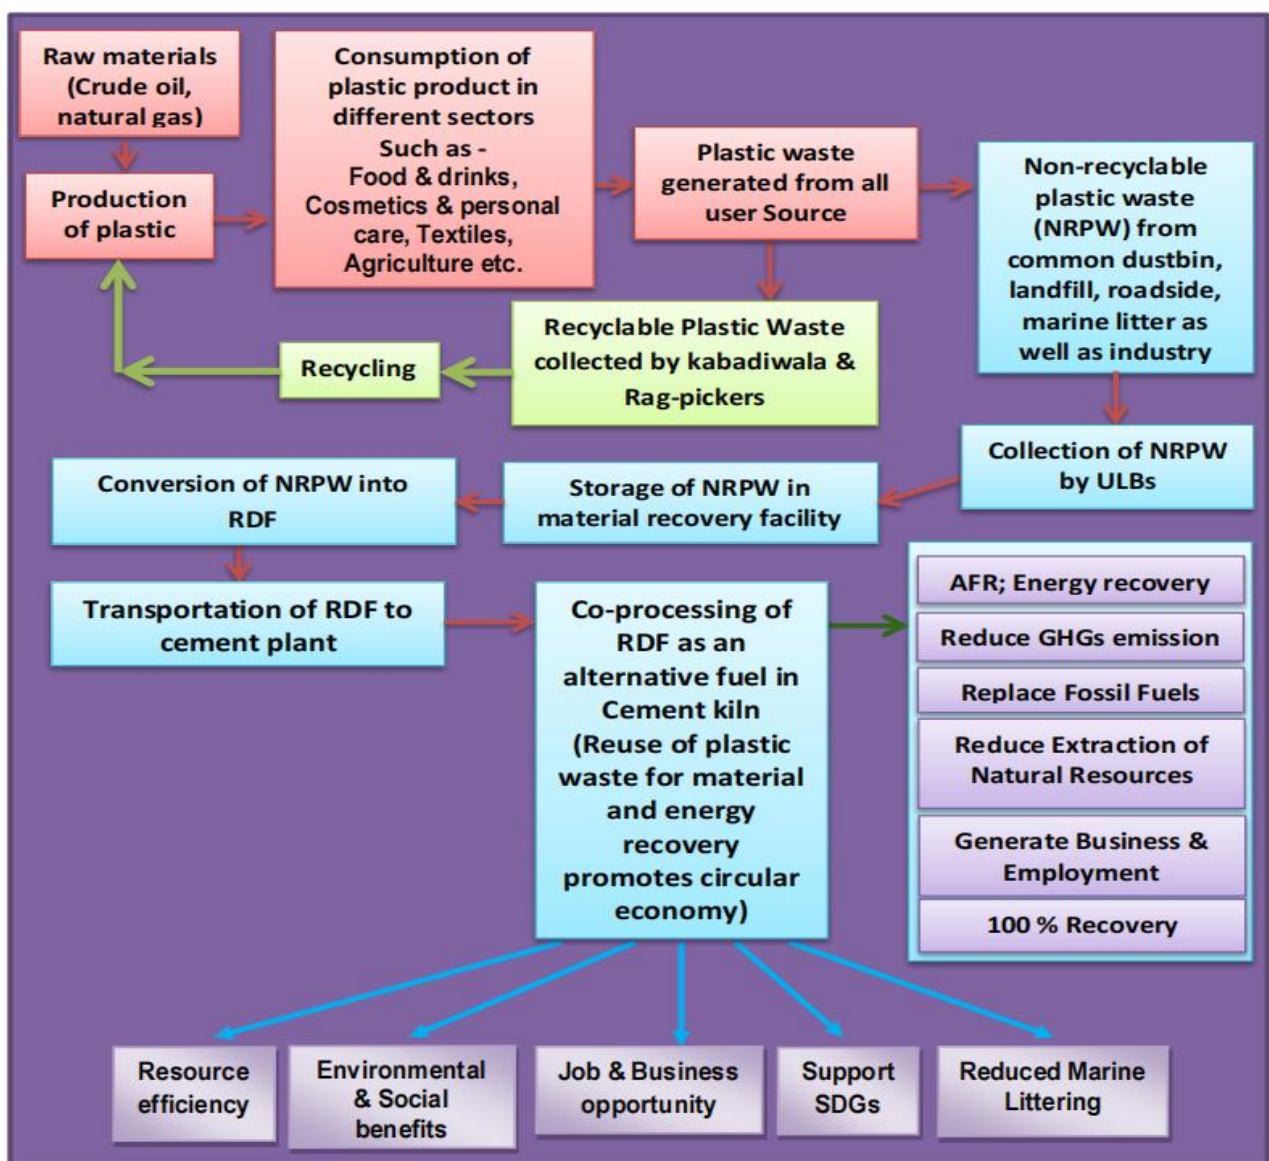 Raw materials
(Crude oil,
natural gas)
Production
of plastic
Consumption of
plastic product in
different sectors
Such as -
Food & drinks,
Cosmetics & personal
care, Textiles,
Agriculture etc.
Plastic waste
generated from all
user Source
Non-recyclable
plastic waste
(NRPW) from
common dustbin,
landfill, roadside,
marine litter as
well as industry
Recyclable Plastic Waste
collected by kabadiwala &
Rag-pickers
Recycling
Collection of NRPW
by ULBs
Storage of NRPW in
material recovery facility
Conversion of NRPW into
RDF
Transportation of RDF to
cement plant
Co-processing of
RDF as an
alternative fuel in
Cement kiln
(Reuse of plastic
waste for material
and energy
recovery
promotes circular
economy)
AFR; Energy recovery
Reduce GHGs emission
Replace Fossil Fuels
Reduce Extraction of
Natural Resources
Generate Business &
Employment
100 % Recovery
Resource
efficiency
Environmental
& Social
benefits
Job & Business
opportunity
Support
SDGs
Reduced Marine
Littering